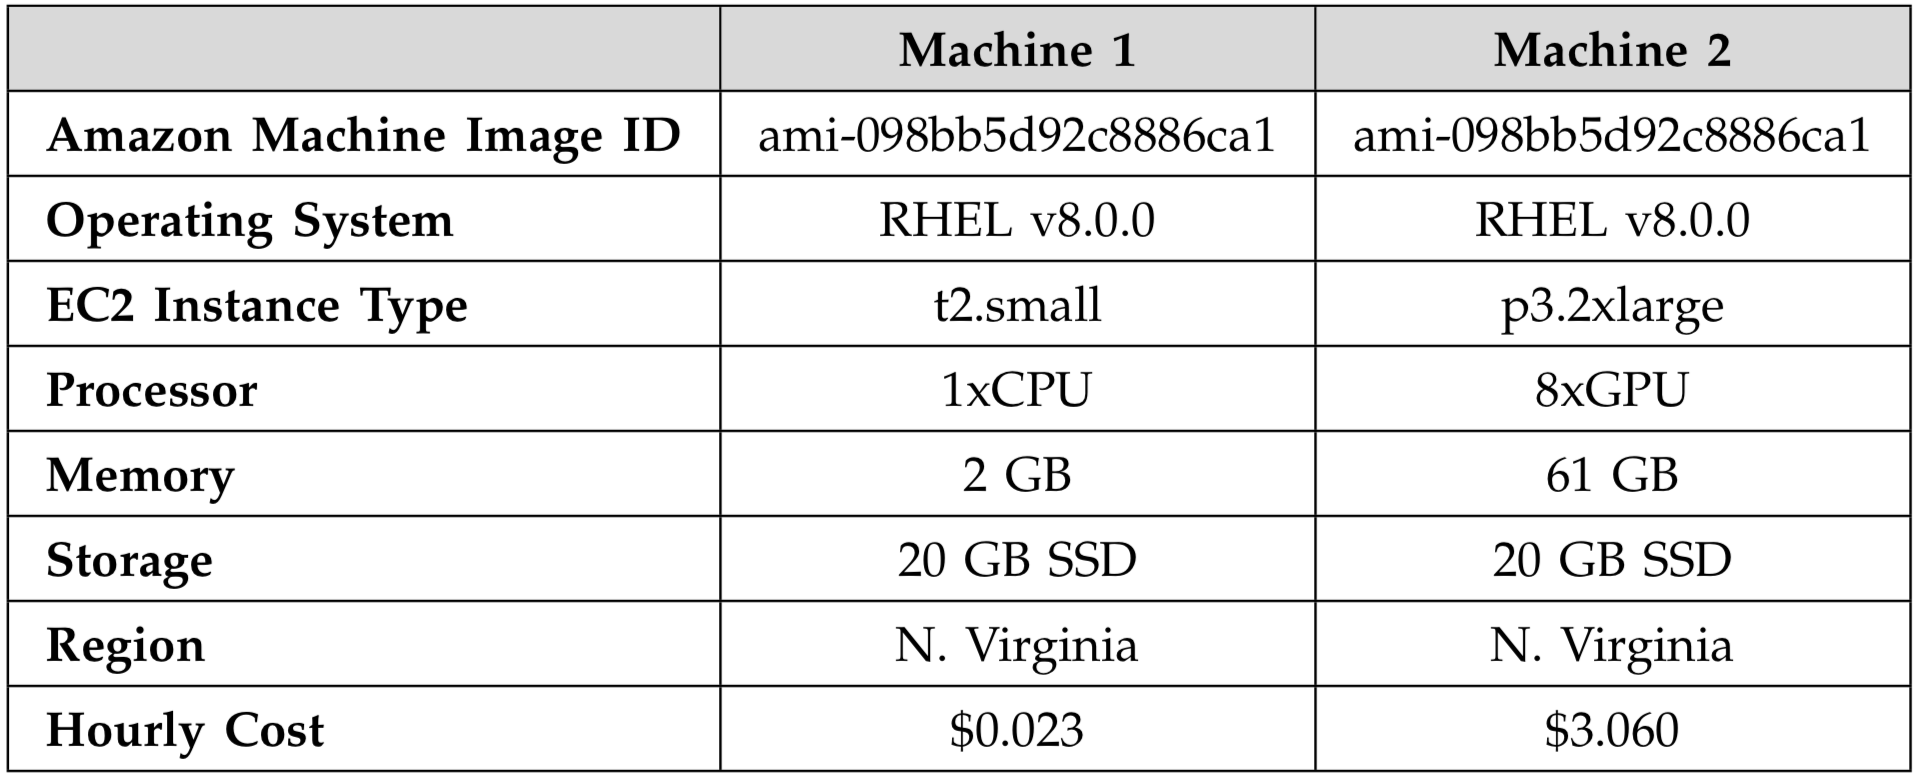 Machine 1 Machine 2
Amazon Machine Image ID ami-098bb5d92c8886ca1 ami-098bb5d92c8886ca1
Operating System RHEL v8.0.0 RHEL v8.0.0
EC2 Instance Type t2.small p3.2xlarge
Processor 1xCPU 8xGPU
Memory 2 GB 61 GB
Storage 20 GB SSD 20 GB SSD
Region N. Virginia N. Virginia
Hourly Cost $0.023 $3.060